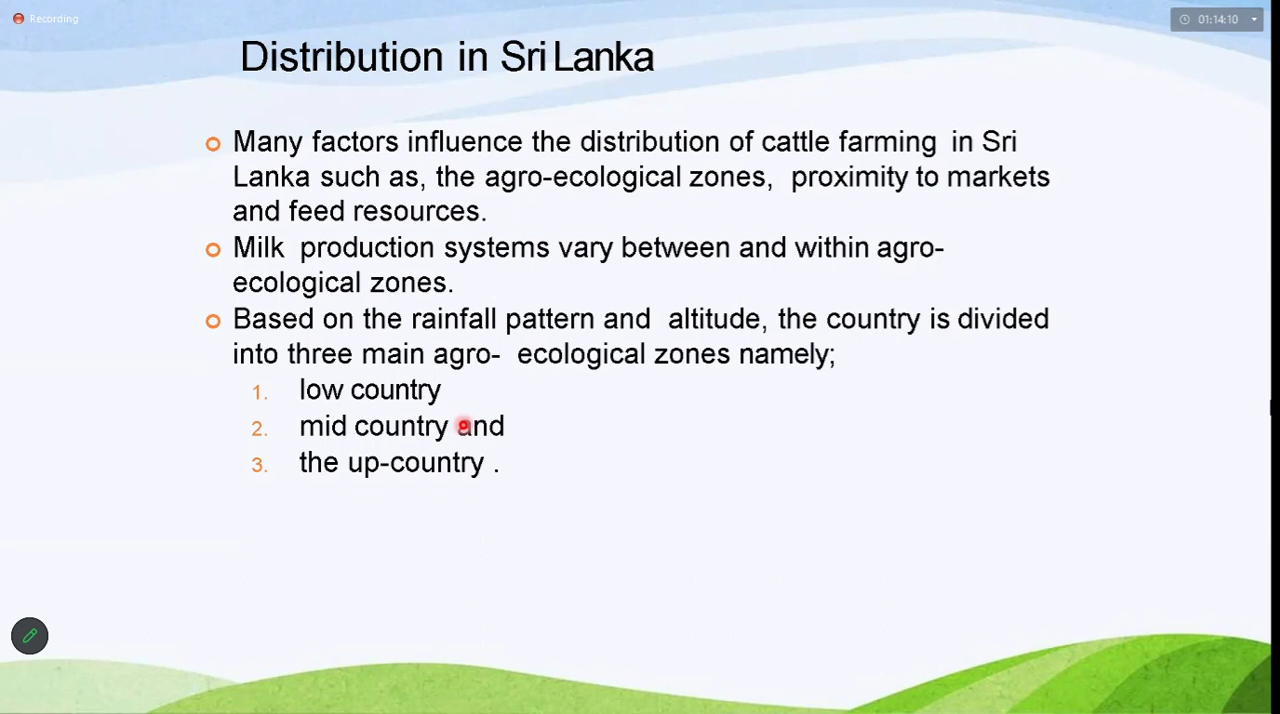 Recording
01:14:10
Distribution in Sri Lanka
Many factors influence the distribution of cattle farming in Sri
Lanka such as, the agro-ecological zones, proximity to markets
and feed resources.
Milk production systems vary between and within agro-
ecological zones.
Based on the rainfall pattern and altitude, the country is divided
into three main agro- ecological zones namely;
1. low country
2. mid country and
3. the up-country .